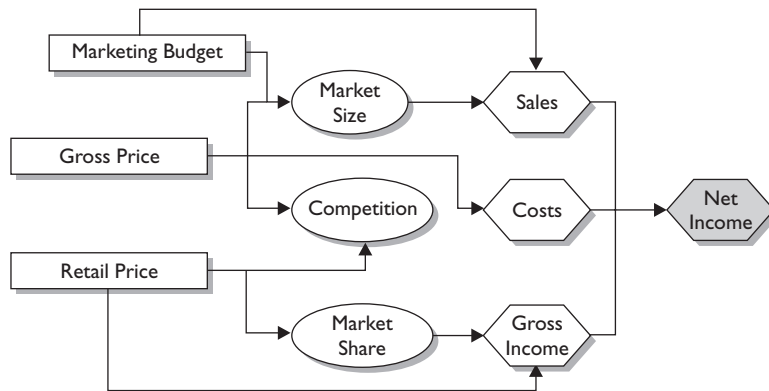 Marketing Budget
Market
Size
Sales
Gross Price
Competition
Costs
Net
Income
Retail Price
Market
Share
Gross
Income